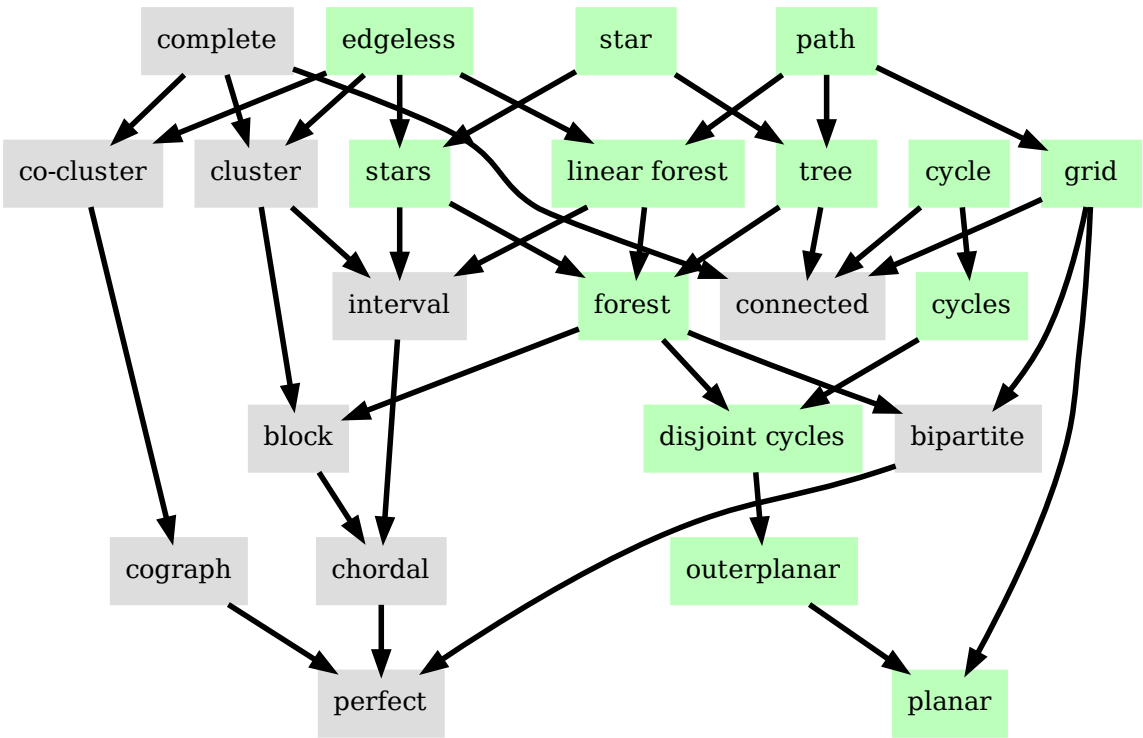 complete
edgeless
star
path
co-cluster
cluster
stars
linear forest
tree
cycle
grid
interval
forest
connected
cycles
block
disjoint cycles
bipartite
cograph
chordal
outerplanar
perfect
planar